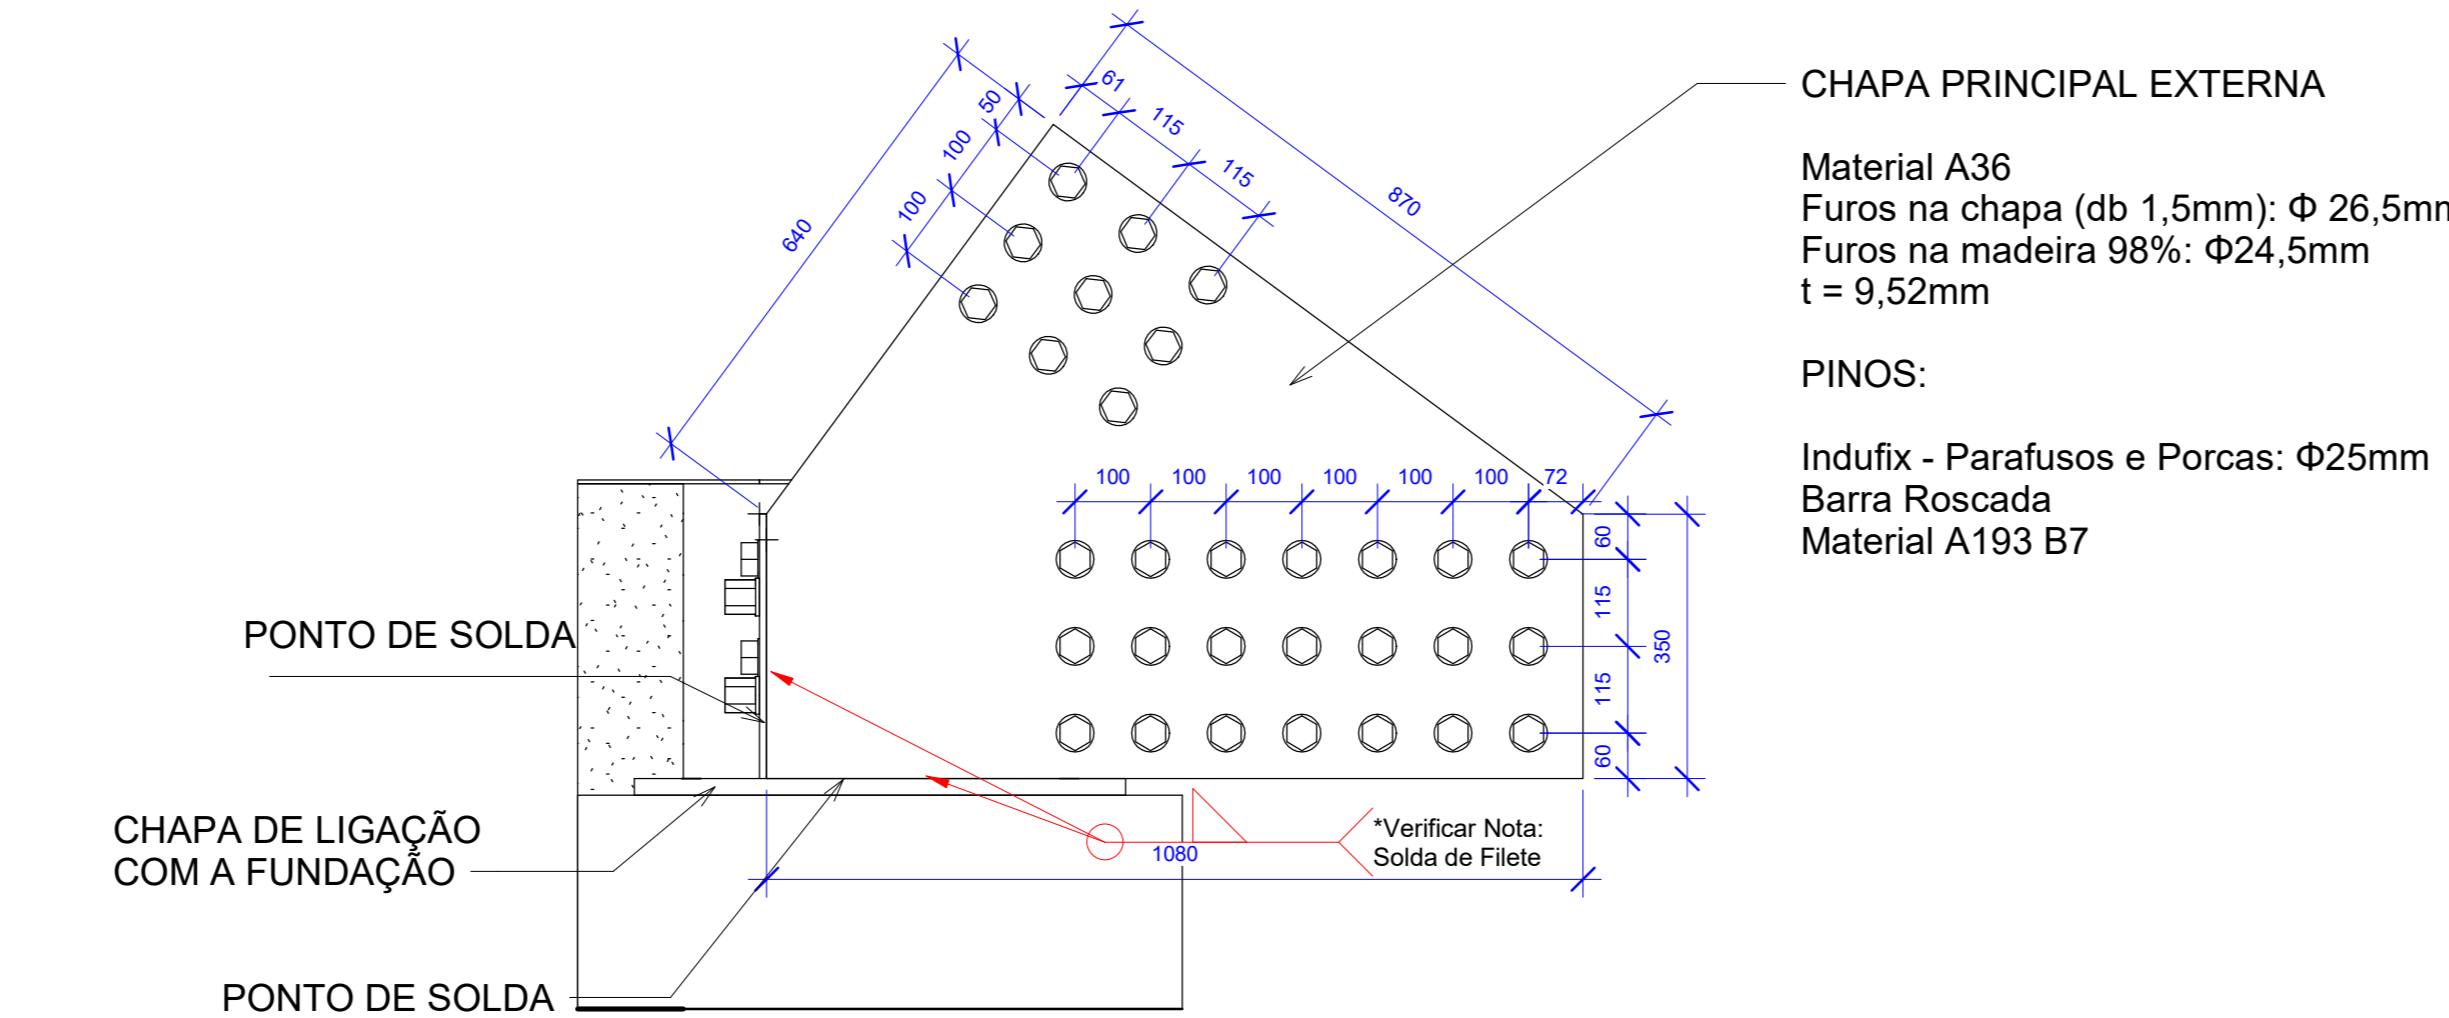 CHAPA PRINCIPAL EXTERNA
Material A36
Furos na chapa (db 1,5mm): Φ 26,5mm
Furos na madeira 98%: Φ24,5mm
t = 9,52mm
PINOS:
Indufix - Parafusos e Porcas: Φ25mm
Barra Roscada
Material A193 B7
61
115
115
870
50
100
100
640
100
100
100
100
100
100
72
60
115
115
60
350
PONTO DE SOLDA
CHAPA DE LIGAÇÃO
COM A FUNDAÇÃO
PONTO DE SOLDA
*Verificar Nota:
Solda de Filete
1080